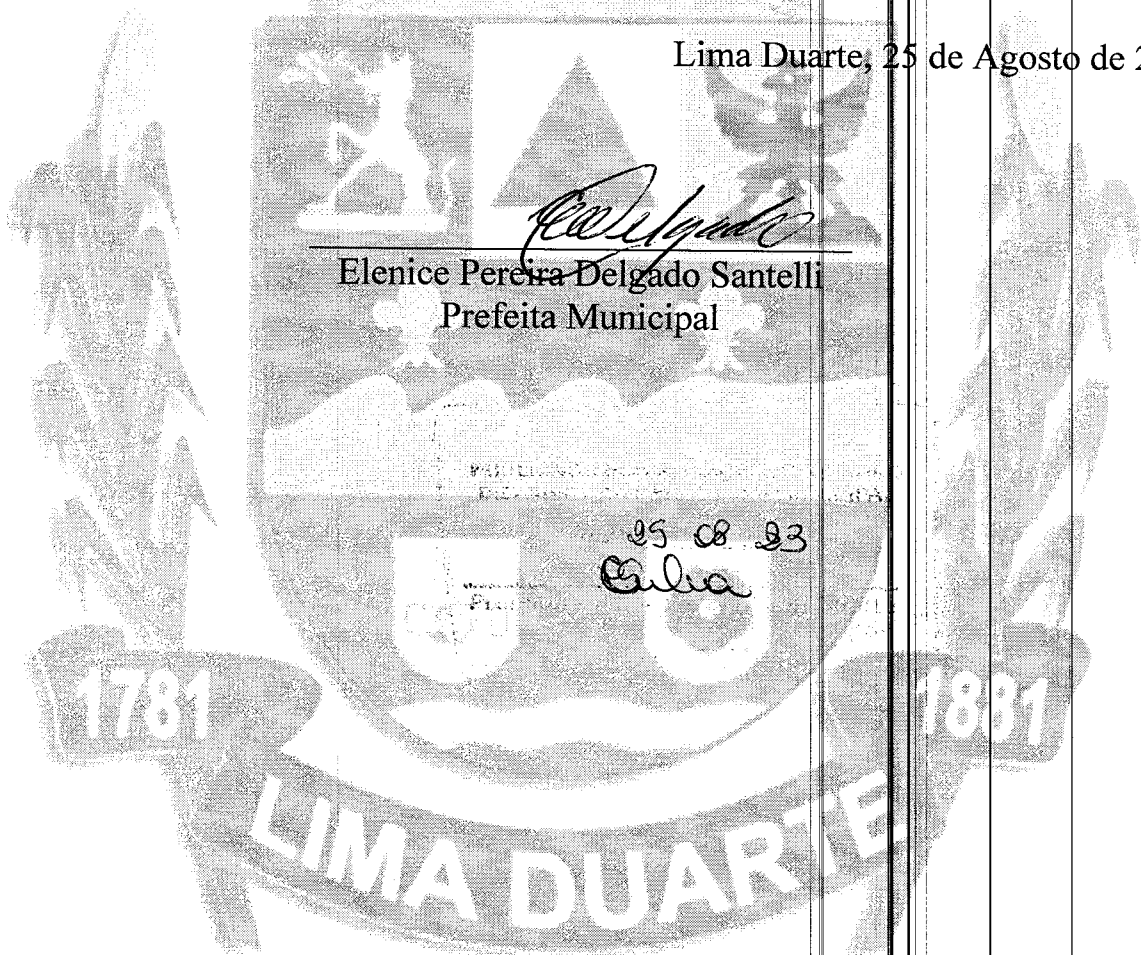 Lima Duarte, 25 de Agosto de 2
Elenice Pereira Delgado Santelli
Prefeita Municipal
25 08 23
1781
1881
LIMA DUARTE